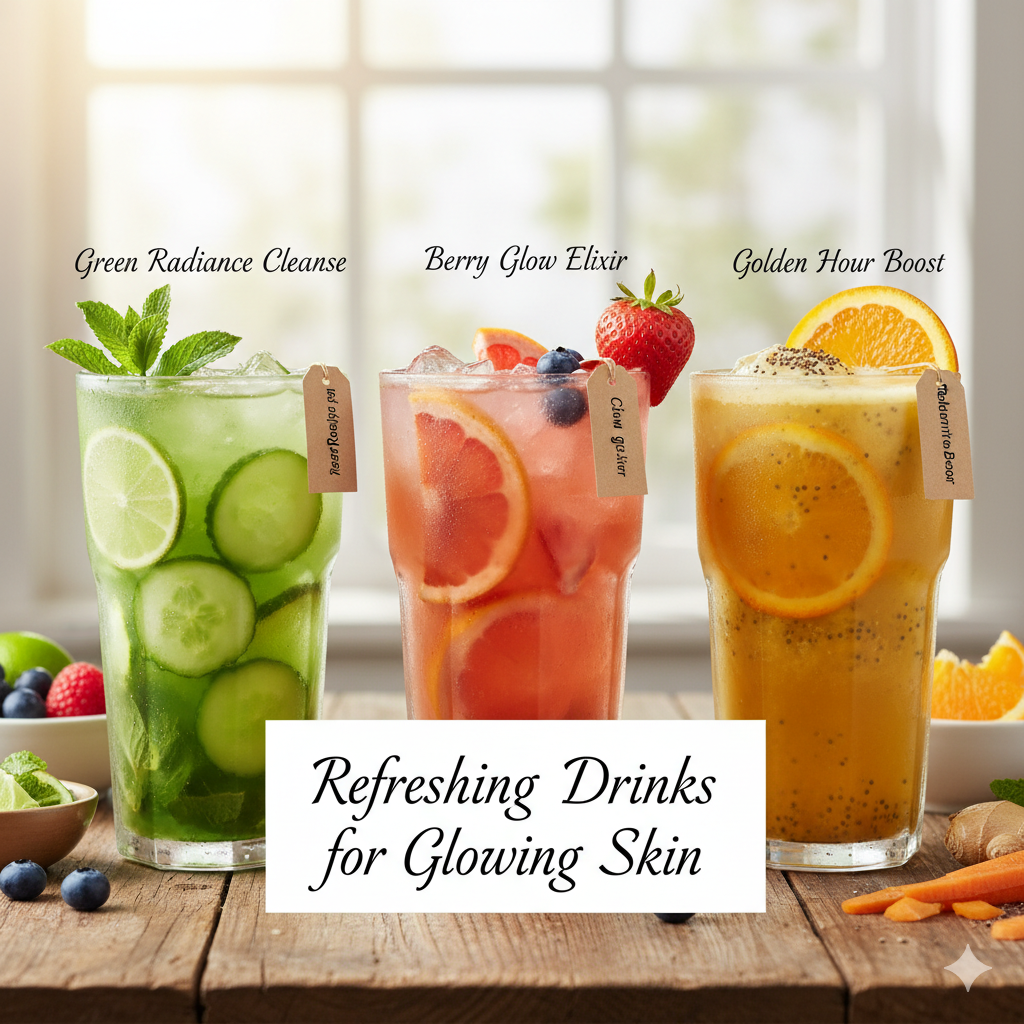 Green Radiance Cleanse
Berry Glow Elixir
Golden Hour Boost
Refreshing Drinks
for Glowing Skin